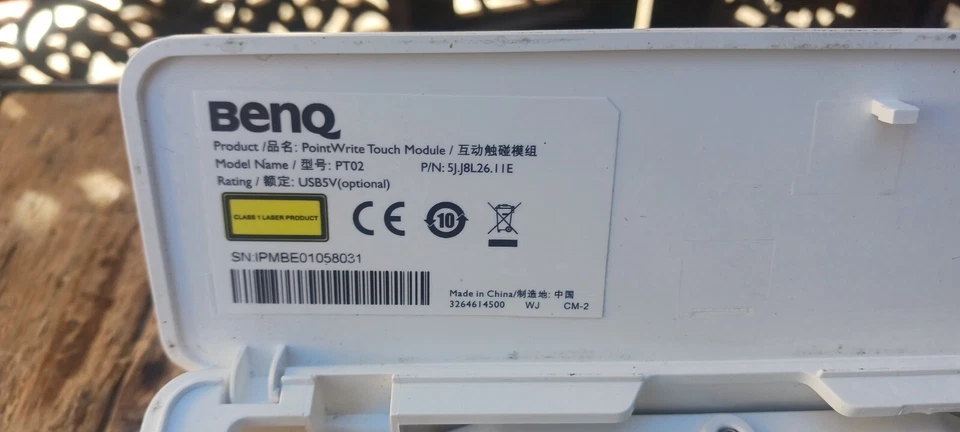 BenQ
Product /品名: PointWrite Touch Module / 互动触碰模组
Model Name / 型号: PT02 P/N: 5J.J8L26.11E
Rating / 额定: USB5V(optional)
CLASS 1 LASER PRODUCT
CE 10
SN:IPMBE01058031
Made in China/制造地: 中国
3264614500 WJ CM-2